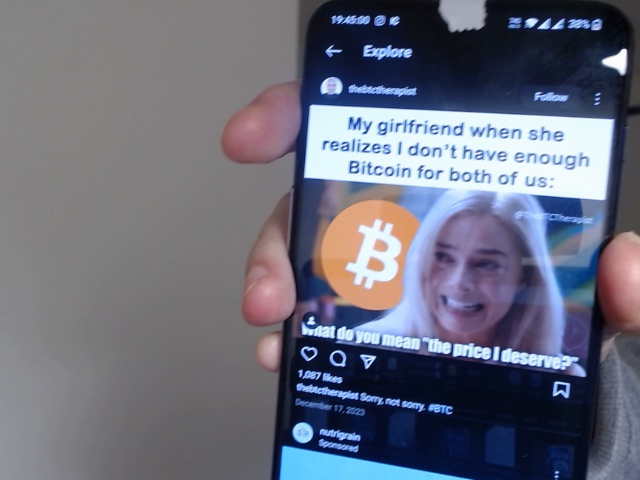 19:45:00
38%
Explore
thebtctherapist
Follow
My girlfriend when she
realizes I don't have enough
Bitcoin for both of us:
@TheBTCTherapist
What do you mean "the price I deserve?"
1,087 likes
thebtctherapist Sorry, not sorry. #BTC
December 17, 2023
nutrigrain
Sponsored